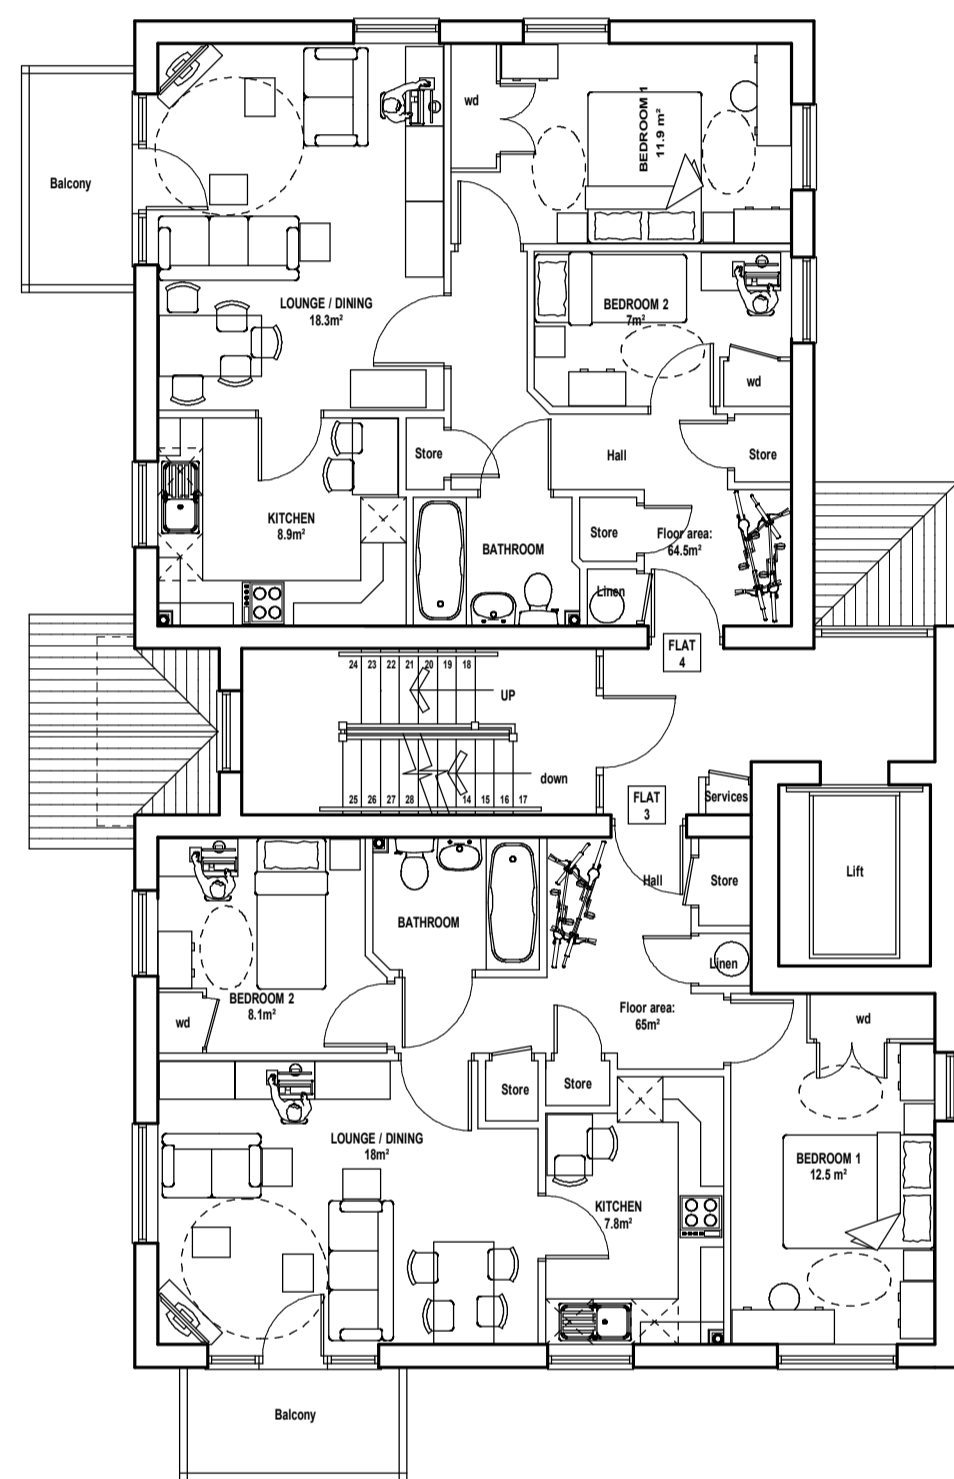 Balcony
wd
BEDROOM 1
11.9 m²
LOUNGE / DINING
18.3m²
BEDROOM 2
7m²
wd
Store
Hall
Store
KITCHEN
8.9m²
BATHROOM
Store
Floor area:
64.5m²
Linen
FLAT
4
24 23 22 21 20 19 18
UP
down
25 26 27 28 14 15 16 17
FLAT
3
Services
Lift
Hall
Store
BATHROOM
Linen
BEDROOM 2
8.1m²
wd
Floor area:
65m²
wd
Store
Store
LOUNGE / DINING
18m²
BEDROOM 1
12.5 m²
KITCHEN
7.8m²
Balcony